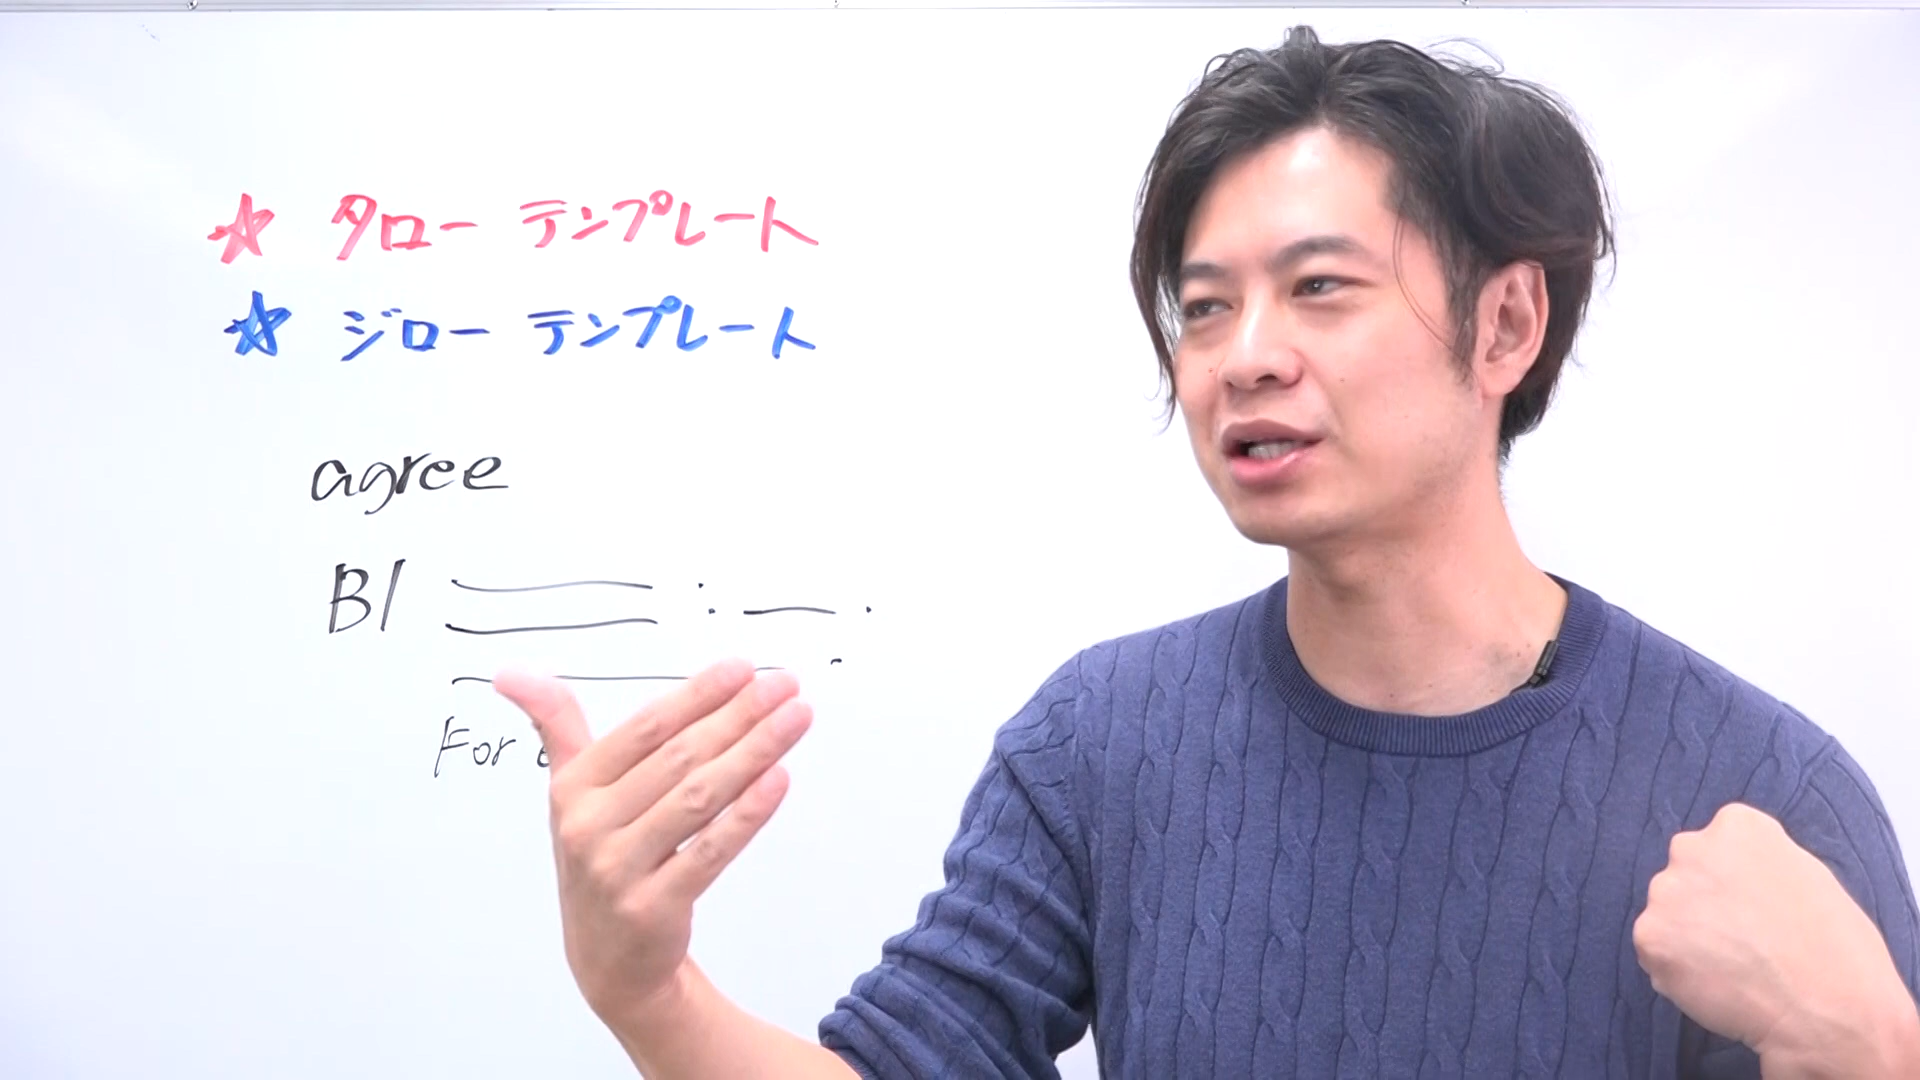 ☆ タロー テンプレート
☆ ジロー テンプレート
agree
B1
For